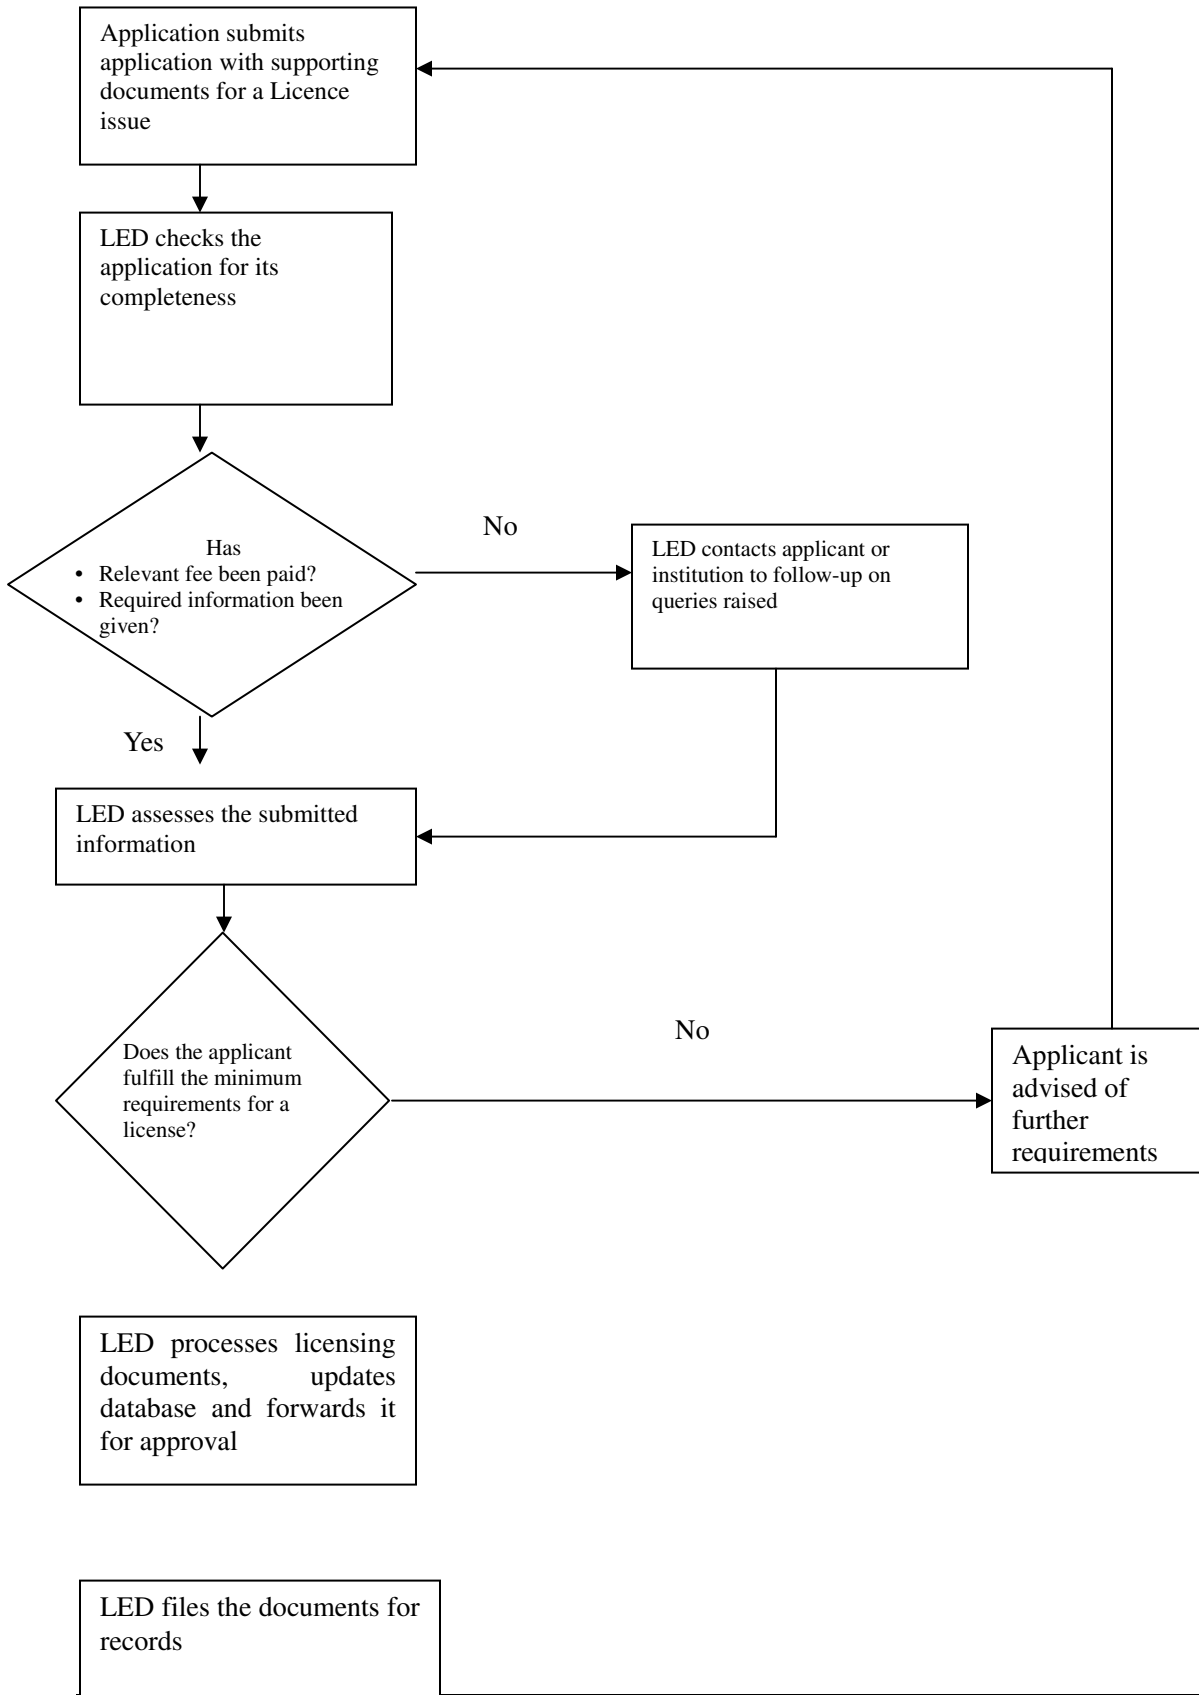 Application submits
application with supporting
documents for a Licence
issue
LED checks the
application for its
completeness
Has
• Relevant fee been paid?
• Required information been
given?
No
LED contacts applicant or
institution to follow-up on
queries raised
Yes
LED assesses the submitted
information
Does the applicant
fulfill the minimum
requirements for a
license?
No
Applicant is
advised of
further
requirements
LED processes licensing
documents, updates
database and forwards it
for approval
LED files the documents for
records